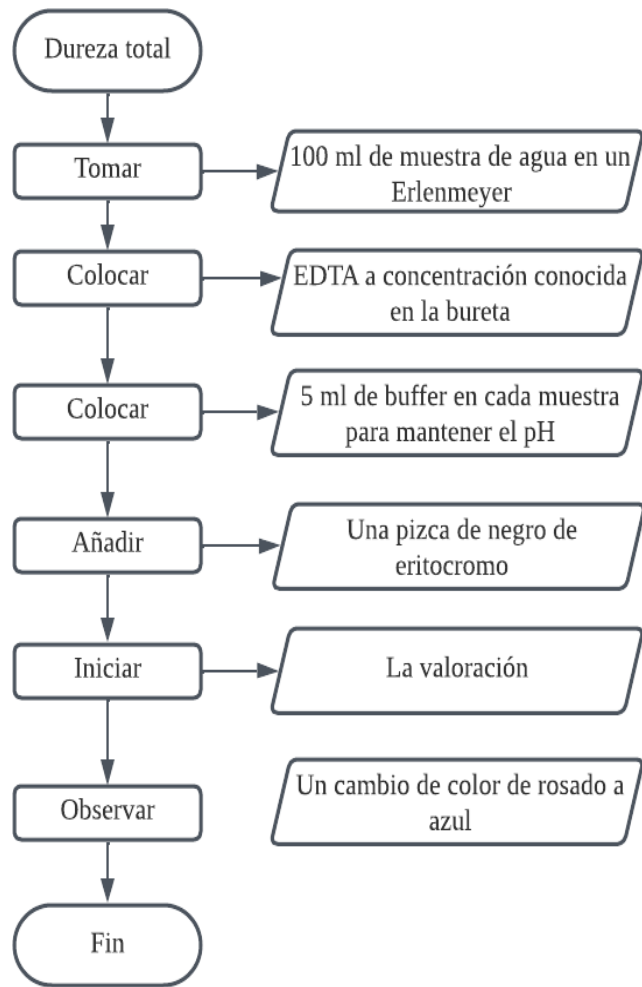 Dureza total
Tomar
100 ml de muestra de agua en un
Erlenmeyer
Colocar
EDTA a concentración conocida
en la bureta
Colocar
5 ml de buffer en cada muestra
para mantener el pH
Añadir
Una pizca de negro de
eritocromo
Iniciar
La valoración
Observar
Un cambio de color de rosado a
azul
Fin